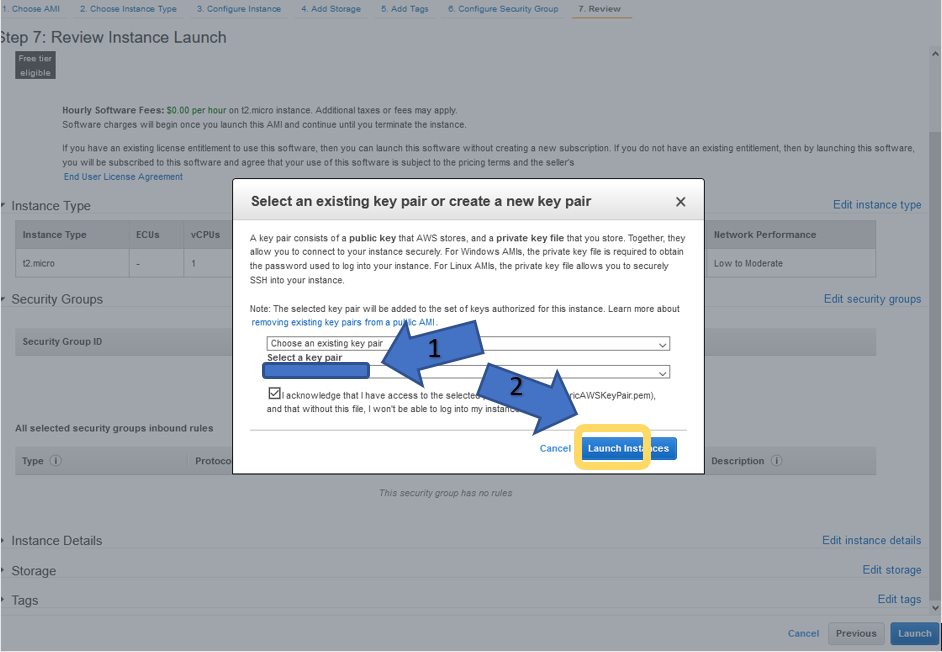 1. Choose AMI 2. Choose Instance Type 3. Configure Instance 4. Add Storage 5. Add Tags 6. Configure Security Group 7. Review
Step 7: Review Instance Launch
Free tier
eligible
Hourly Software Fees: $0.00 per hour on t2.micro instance. Additional taxes or fees may apply.
Software charges will begin once you launch this AMI and continue until you terminate the instance.
If you have an existing license entitlement to use this software, then you can launch this software without creating a new subscription. If you do not have an existing entitlement, then by launching this software,
you will be subscribed to this software and agree that your use of this software is subject to the pricing terms and the seller's
End User License Agreement
Instance Type Edit instance type
Instance Type ECUs vCPUs Network Performance
t2.micro - 1 Low to Moderate
Security Groups Edit security groups
Security Group ID
All selected security groups inbound rules
Type Protoco Description
This security group has no rules
Select an existing key pair or create a new key pair
A key pair consists of a public key that AWS stores, and a private key file that you store. Together, they
allow you to connect to your instance securely. For Windows AMIs, the private key file is required to obtain
the password used to log into your instance. For Linux AMIs, the private key file allows you to securely
SSH into your instance.
Note: The selected key pair will be added to the set of keys authorized for this instance. Learn more about
removing existing key pairs from a public AMI.
Choose an existing key pair
Select a key pair
1
2
I acknowledge that I have access to the selected ricAWSKeyPair.pem),
and that without this file, I won't be able to log into my instance
Cancel Launch Instances
Instance Details Edit instance details
Storage Edit storage
Tags Edit tags
Cancel Previous Launch